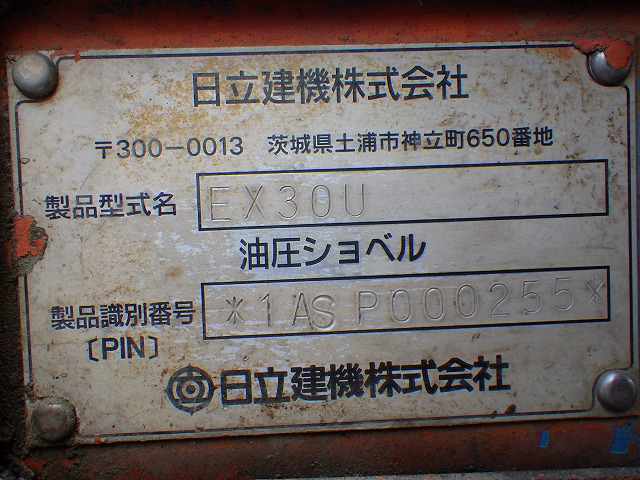 日立建機株式会社
〒300-0013 茨城県土浦市神立町650番地
製品型式名 EX30U
油圧ショベル
製品識別番号 *1ASP000255*
〔PIN〕
日立建機株式会社